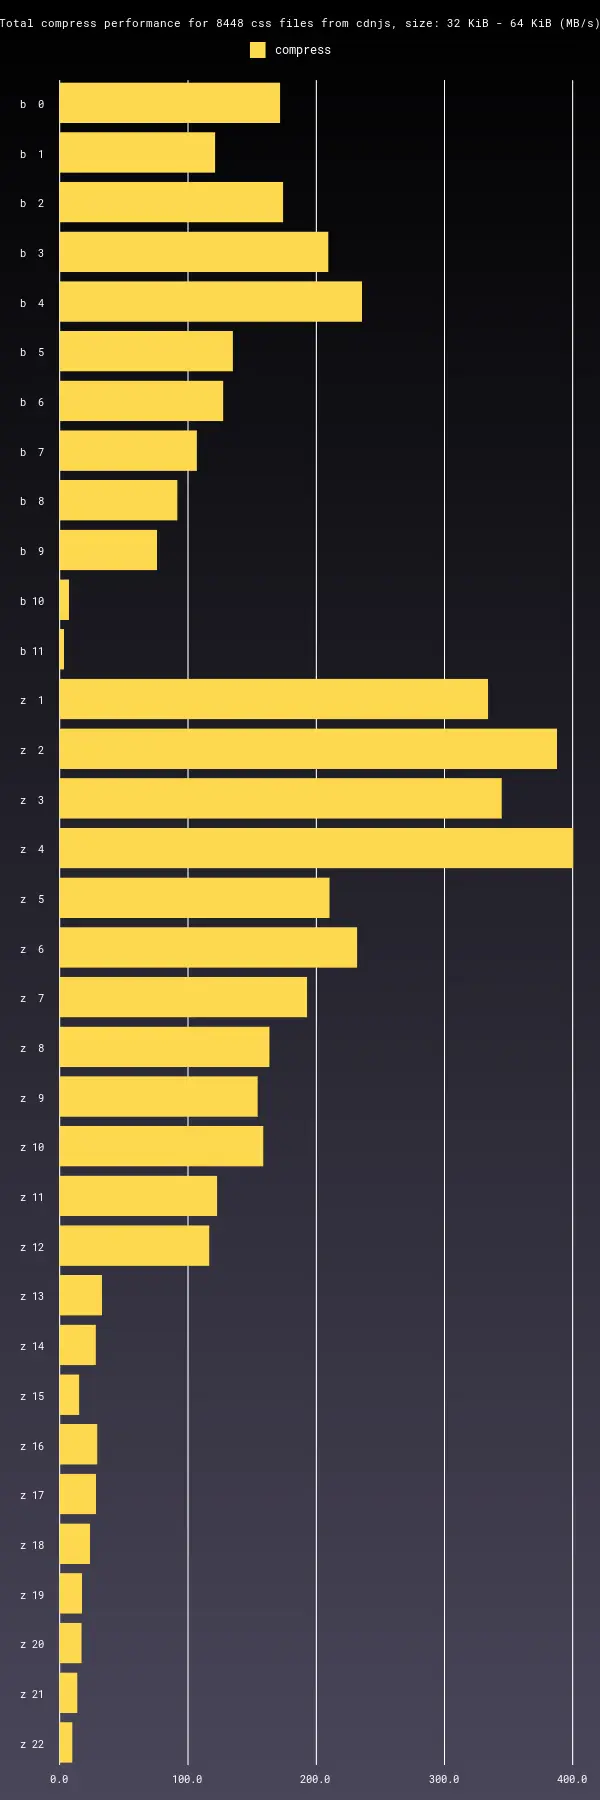 Total compress performance for 8448 css files from cdnjs, size: 32 KiB - 64 KiB (MB/s)
compress
b 0
b 1
b 2
b 3
b 4
b 5
b 6
b 7
b 8
b 9
b 10
b 11
z 1
z 2
z 3
z 4
z 5
z 6
z 7
z 8
z 9
z 10
z 11
z 12
z 13
z 14
z 15
z 16
z 17
z 18
z 19
z 20
z 21
z 22
0.0 100.0 200.0 300.0 400.0